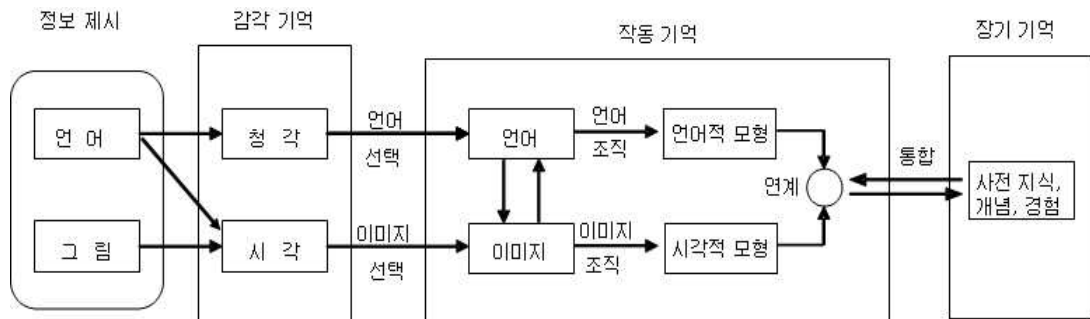 정보 제시
감각 기억
작동 기억
장기 기억
언 어
청 각
언어
선택
언어
언어
조직
언어적 모형
연계
통합
사전 지식,
개념, 경험
그 림
시 각
이미지
선택
이미지
이미지
조직
시각적 모형